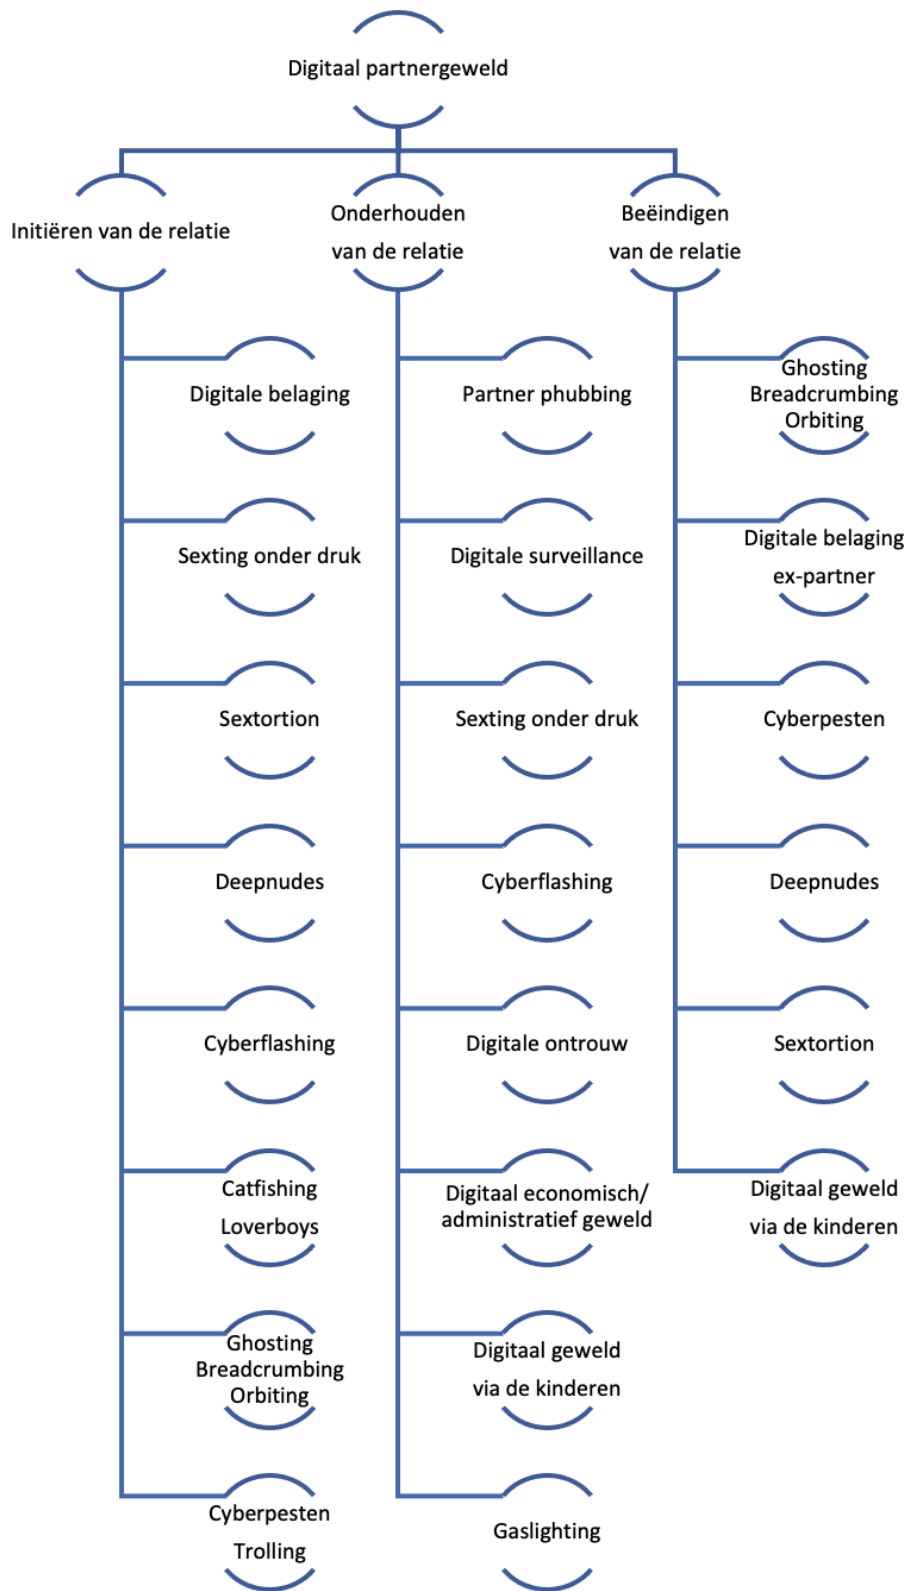 Digitaal partnergeweld
Initiëren van de relatie
Onderhouden
van de relatie
Beëindigen
van de relatie
Digitale belaging
Sexting onder druk
Sextortion
Deepnudes
Cyberflashing
Catfishing
Loverboys
Ghosting
Breadcrumbing
Orbiting
Cyberpesten
Trolling
Partner phubbing
Digitale surveillance
Sexting onder druk
Cyberflashing
Digitale ontrouw
Digitaal economisch/
administratief geweld
Digitaal geweld
via de kinderen
Gaslighting
Ghosting
Breadcrumbing
Orbiting
Digitale belaging
ex-partner
Cyberpesten
Deepnudes
Sextortion
Digitaal geweld
via de kinderen